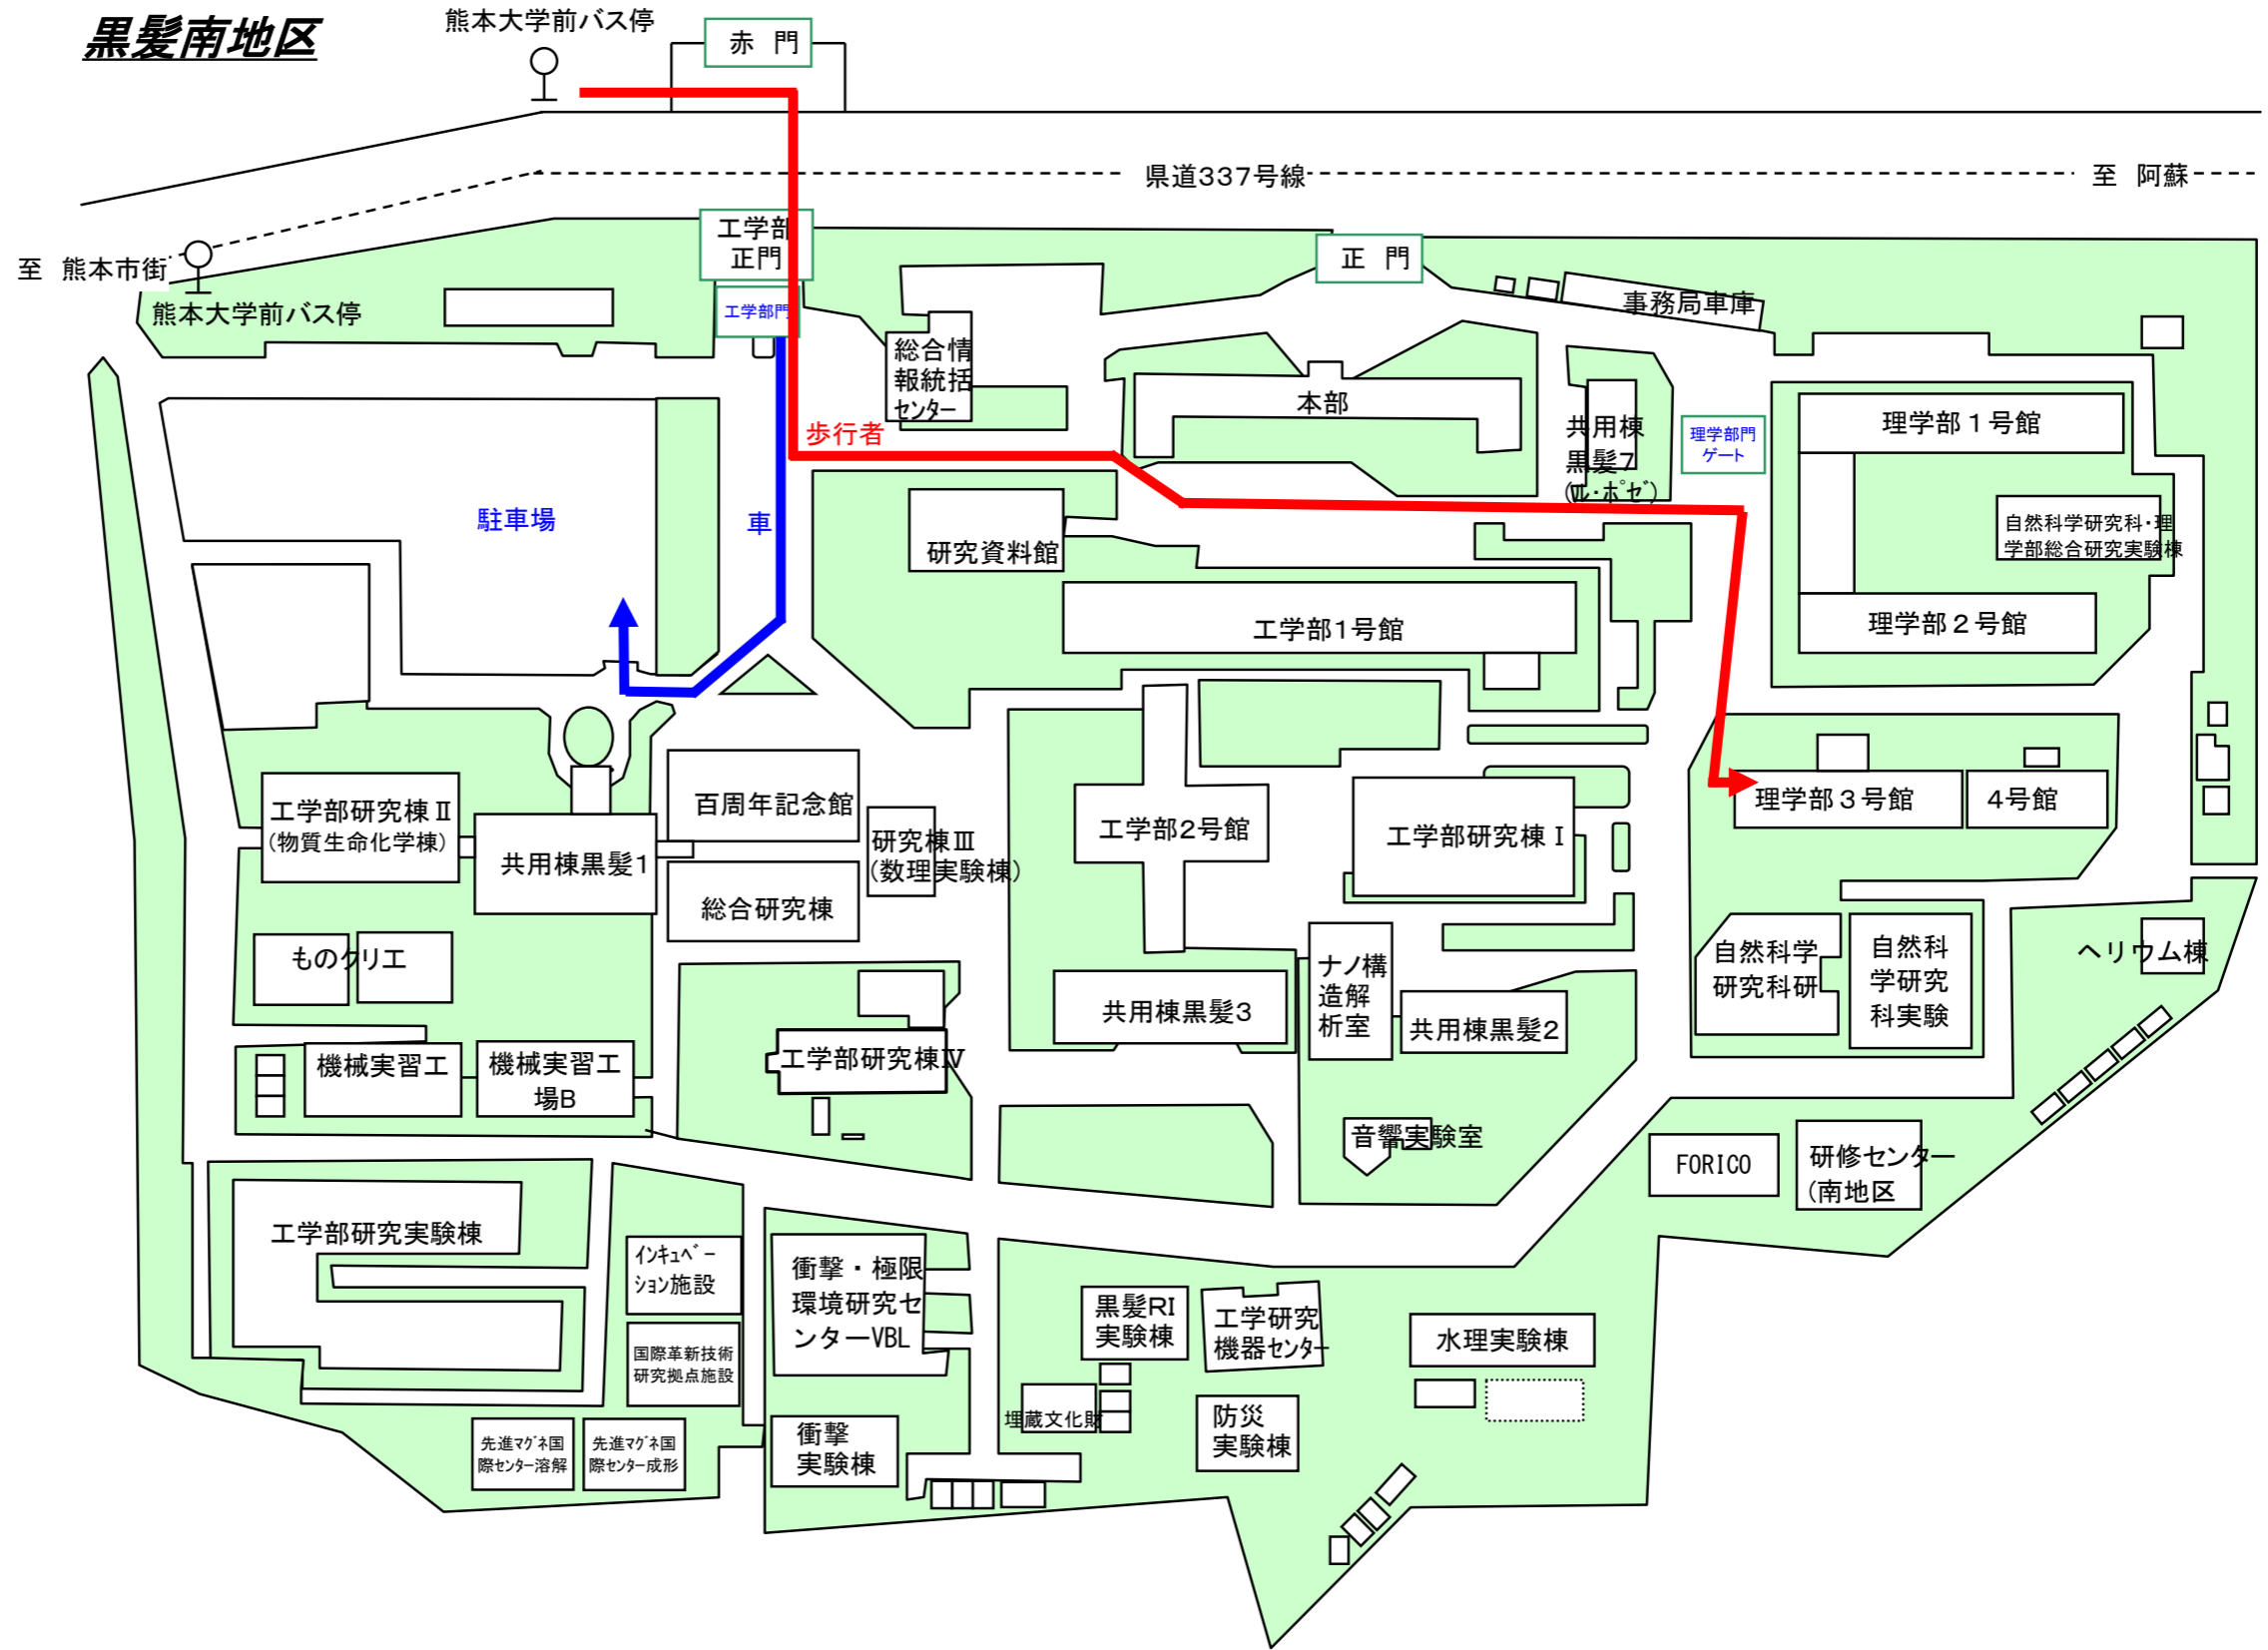 黒髪南地区
熊本大学前バス停
赤 門
県道337号線
至 阿蘇
工学部
正門
正 門
至 熊本市街
熊本大学前バス停
工学部門
事務局車庫
総合情
報統括
センター
本部
共用棟
黒髪7
(ル・ポゼ)
理学部門
ゲート
理学部1号館
歩行者
駐車場
車
研究資料館
自然科学研究科・理
学部総合研究実験棟
工学部1号館
理学部2号館
工学部研究棟Ⅱ
(物質生命化学棟)
百周年記念館
研究棟Ⅲ
(数理実験棟)
工学部2号館
工学部研究棟Ⅰ
理学部3号館
4号館
共用棟黒髪1
総合研究棟
ものクリエ
ナノ構
造解
析室
自然科学
研究科研
自然科
学研究
科実験
ヘリウム棟
共用棟黒髪3
共用棟黒髪2
機械実習工
機械実習工
場B
工学部研究棟Ⅳ
音響実験室
FORICO
研修センター
(南地区
工学部研究実験棟
インキュベー
ション施設
衝撃・極限
環境研究セ
ンターVBL
黒髪RI
実験棟
工学研究
機器センター
水理実験棟
国際革新技術
研究拠点施設
埋蔵文化財
防災
実験棟
先進マグネ国
際センター溶解
先進マグネ国
際センター成形
衝撃
実験棟